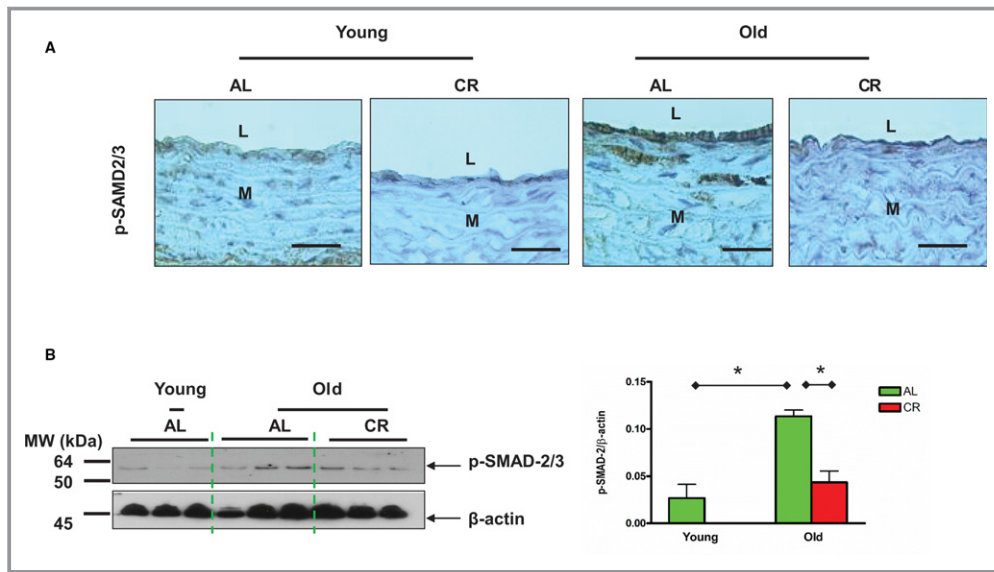 A
Young
Old
AL
CR
AL
CR
p-SAMD2/3
L
L
L
L
M
M
M
M
B
Young
Old
AL
AL
CR
MW (kDa)
64
50
45
p-SMAD-2/3
β-actin
* *
AL
CR
p-SMAD-2/β-actin
0.15
0.10
0.05
0.00
Young
Old